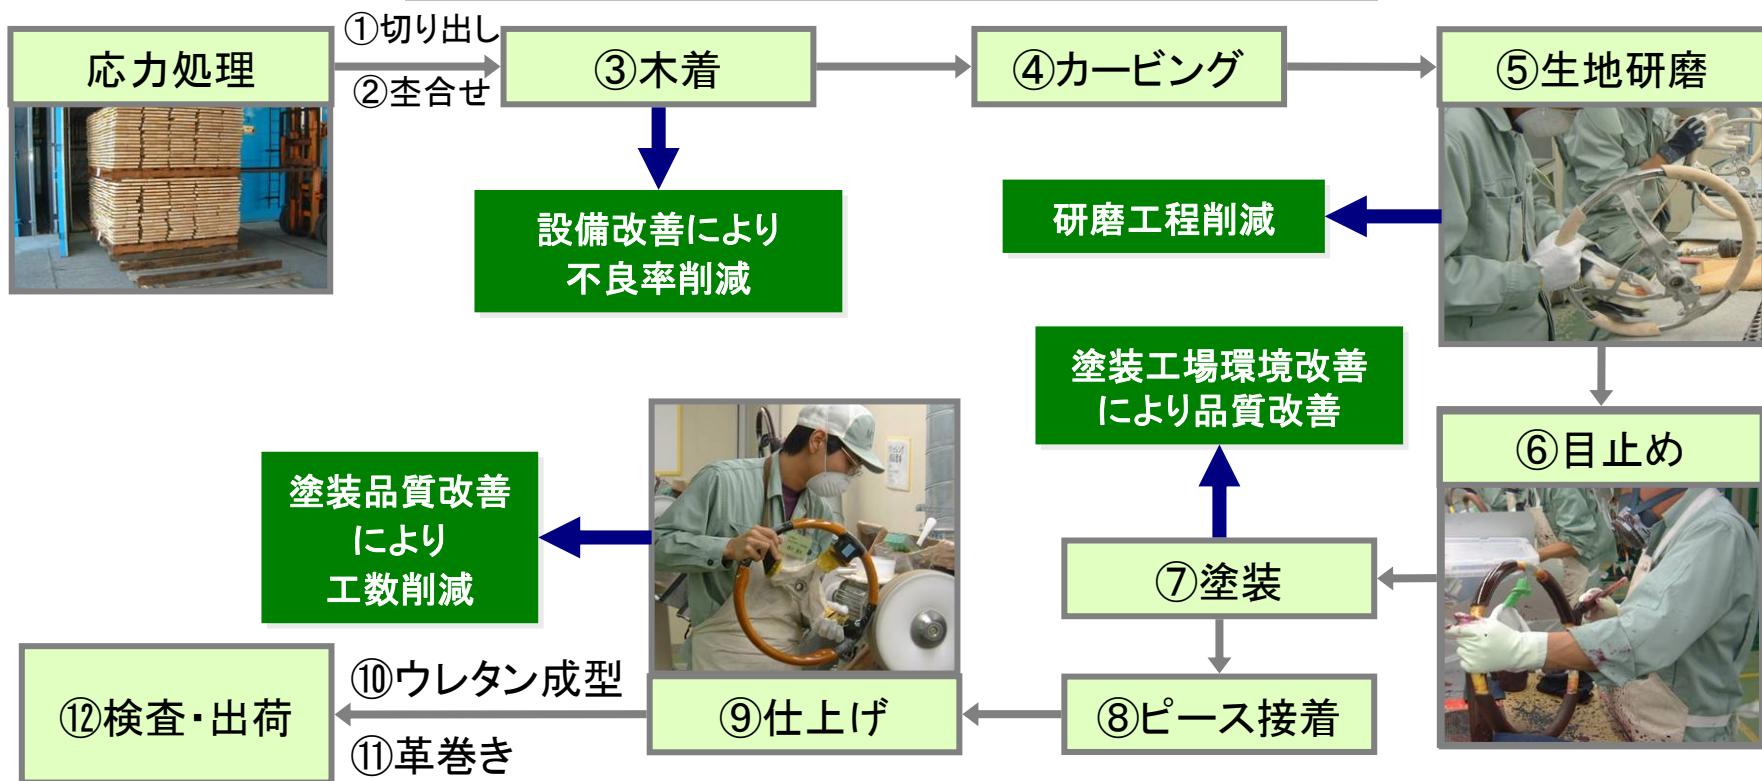 応力処理
①切り出し
②杢合せ
③木着
④カービング
⑤生地研磨
設備改善により
不良率削減
研磨工程削減
塗装工場環境改善
により品質改善
⑥目止め
塗装品質改善
により
工数削減
⑦塗装
⑧ピース接着
⑨仕上げ
⑩ウレタン成型
⑪革巻き
⑫検査・出荷